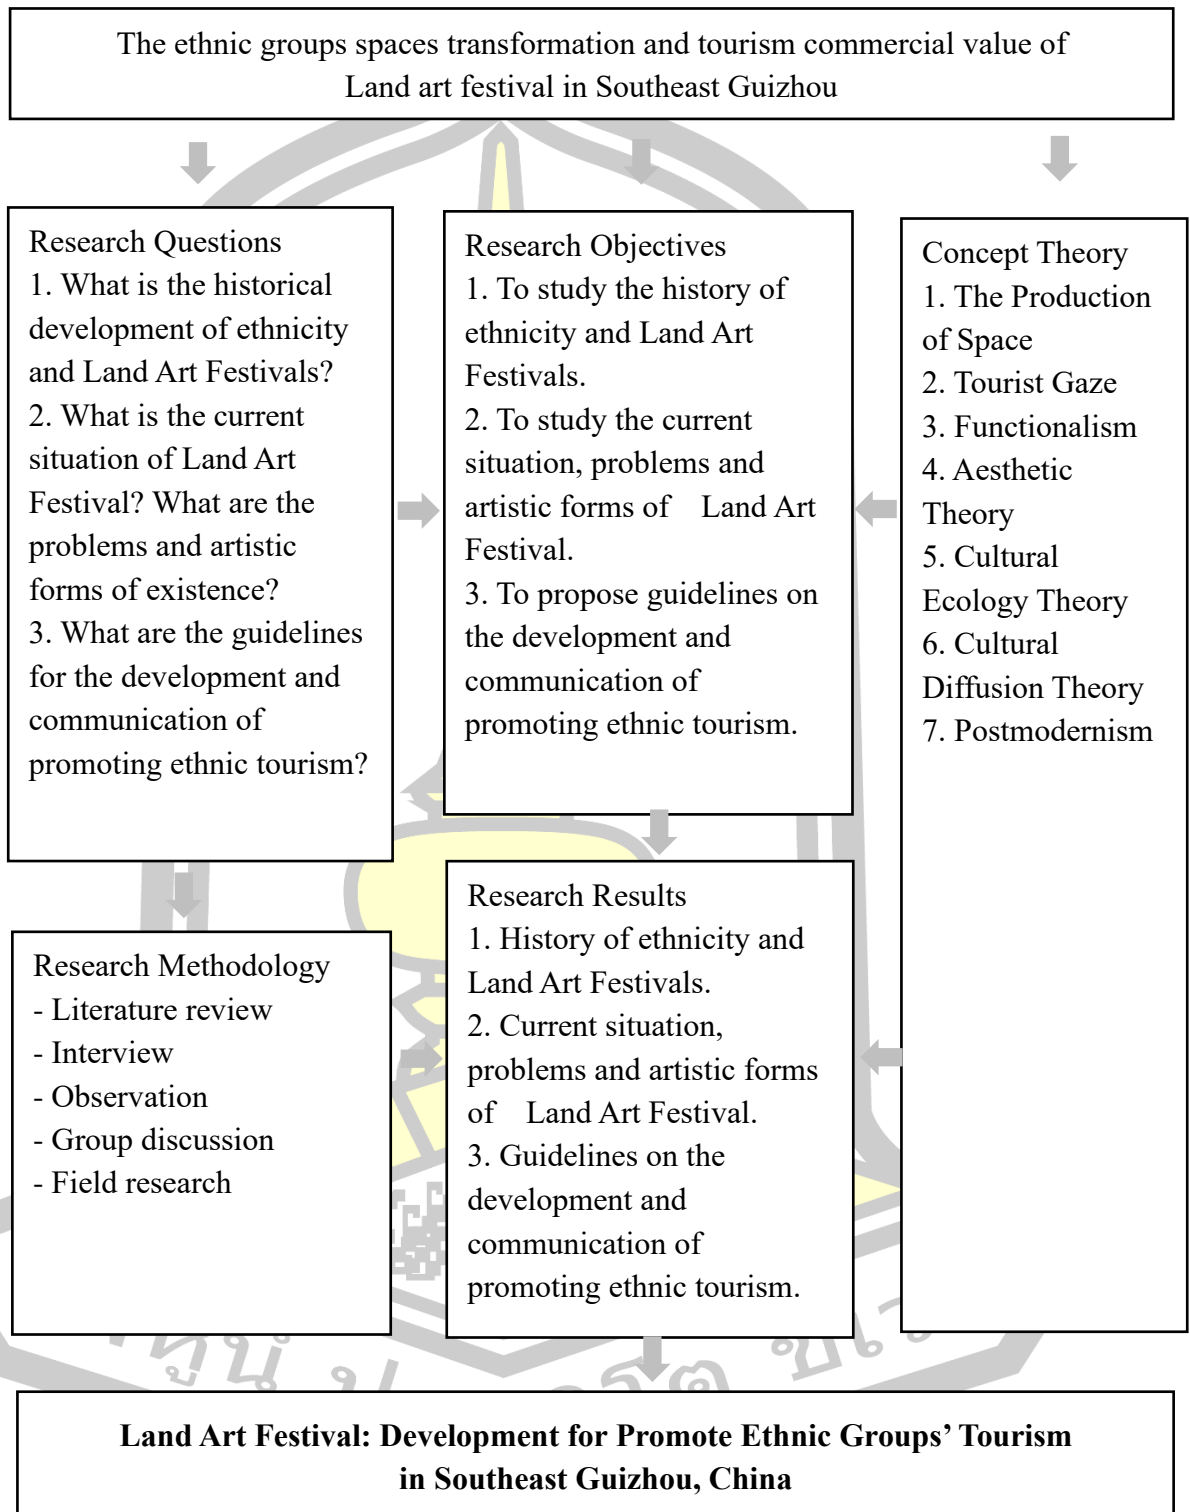 The ethnic groups spaces transformation and tourism commercial value of
Land art festival in Southeast Guizhou
Research Questions
1. What is the historical
development of ethnicity
and Land Art Festivals?
2. What is the current
situation of Land Art
Festival? What are the
problems and artistic
forms of existence?
3. What are the guidelines
for the development and
communication of
promoting ethnic tourism?
Research Objectives
1. To study the history of
ethnicity and Land Art
Festivals.
2. To study the current
situation, problems and
artistic forms of Land Art
Festival.
3. To propose guidelines on
the development and
communication of
promoting ethnic tourism.
Concept Theory
1. The Production
of Space
2. Tourist Gaze
3. Functionalism
4. Aesthetic
Theory
5. Cultural
Ecology Theory
6. Cultural
Diffusion Theory
7. Postmodernism
Research Methodology
- Literature review
- Interview
- Observation
- Group discussion
- Field research
Research Results
1. History of ethnicity and
Land Art Festivals.
2. Current situation,
problems and artistic forms
of Land Art Festival.
3. Guidelines on the
development and
communication of
promoting ethnic tourism.
Land Art Festival: Development for Promote Ethnic Groups’ Tourism
in Southeast Guizhou, China